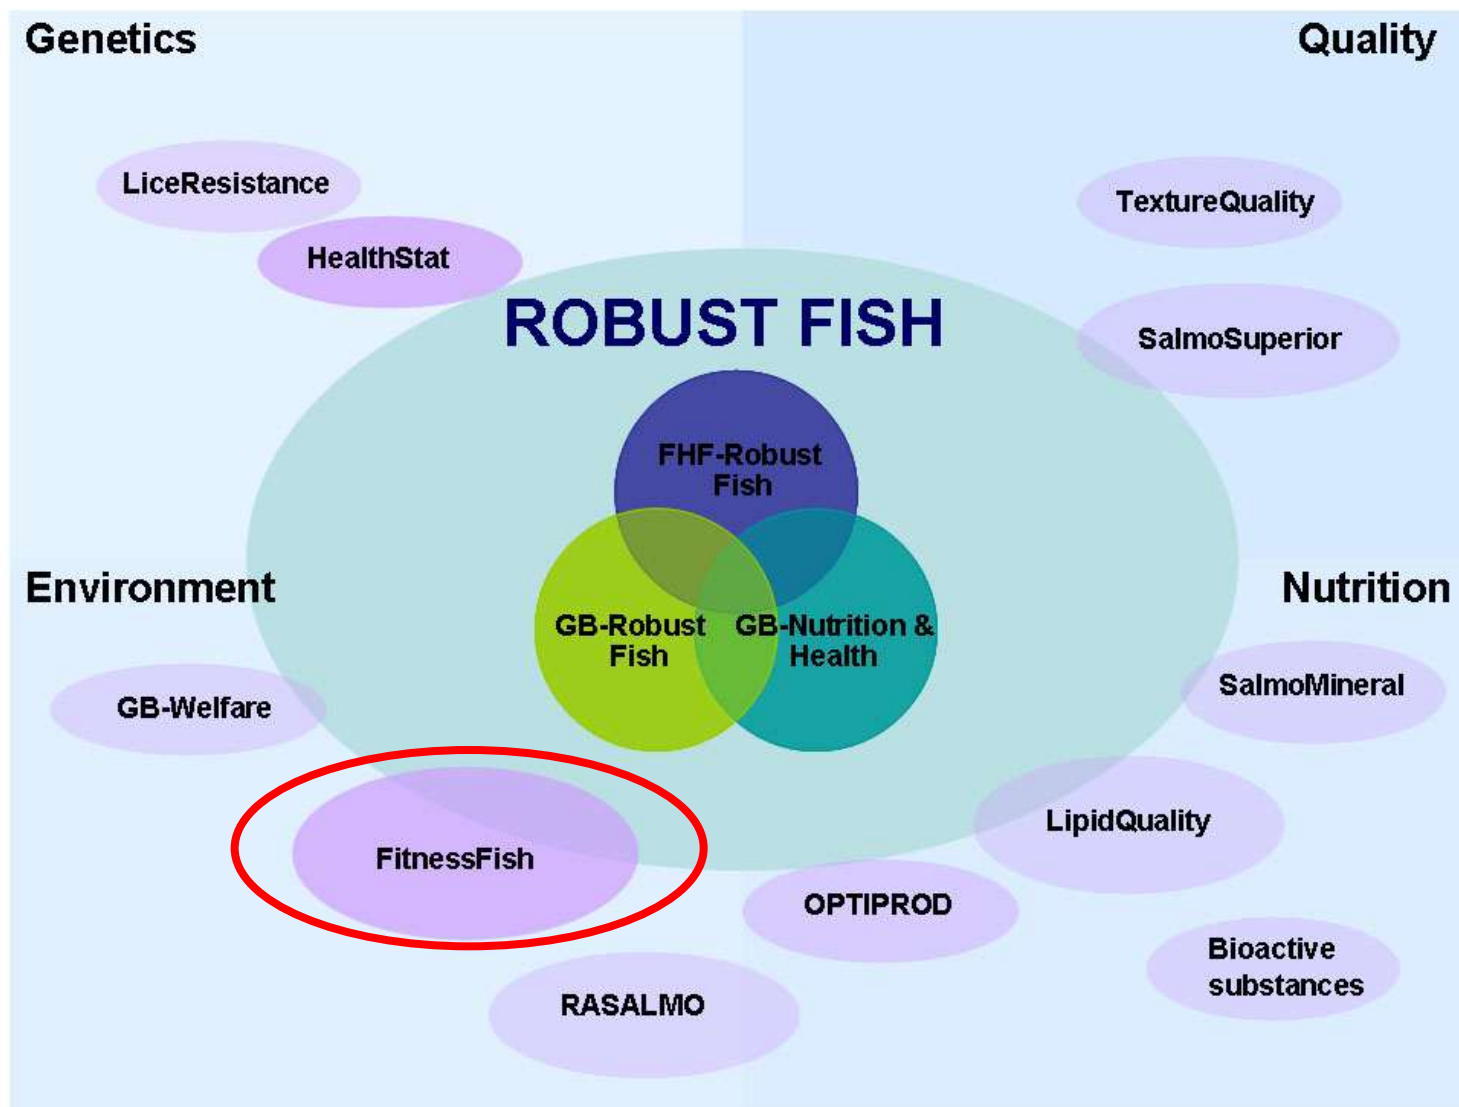 Genetics
Quality
LiceResistance
TextureQuality
HealthStat
ROBUST FISH
SalmoSuperior
FHF-Robust
Fish
Environment
Nutrition
GB-Robust
Fish
GB-Nutrition &
Health
GB-Welfare
SalmoMineral
FitnessFish
LipidQuality
OPTIPROD
Bioactive
substances
RASALMO